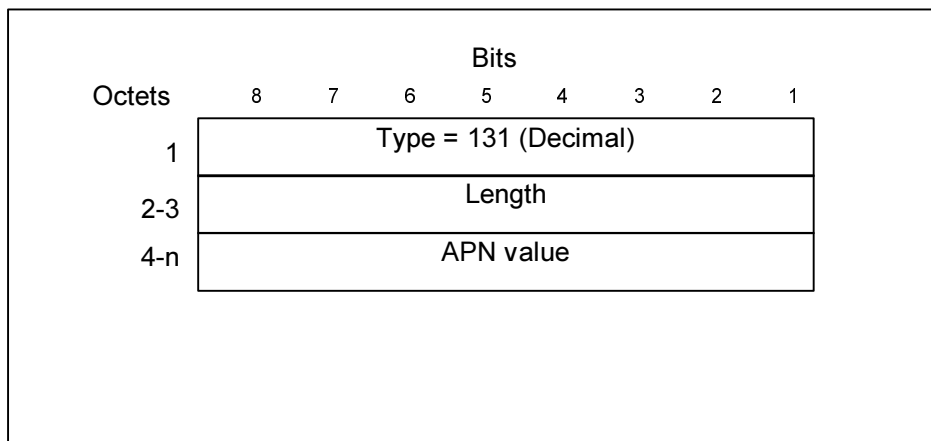 Bits
Octets 8 7 6 5 4 3 2 1
1 Type = 131 (Decimal)
2-3 Length
4-n APN value